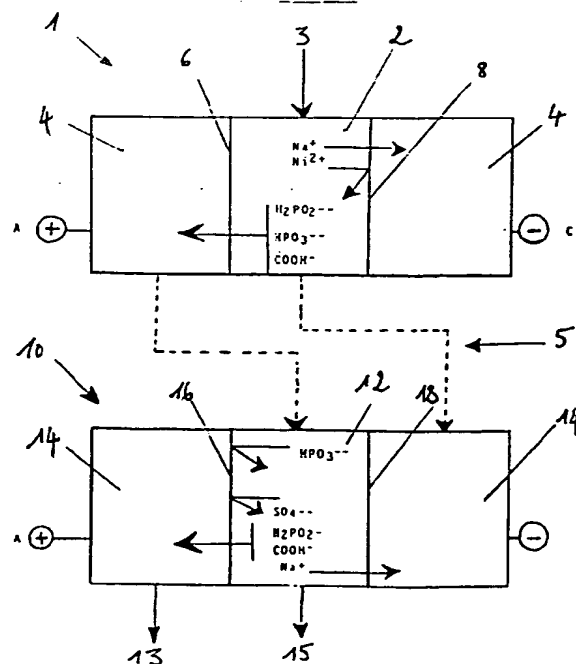 1
3
2
6
8
4
4
Na+
Ni2+
H2PO2--
HPO3--
COOH-
A +
- C
5
10
16
12
18
14
14
HPO3--
SO4--
H2PO2-
COOH-
Na+
A +
-
13
15